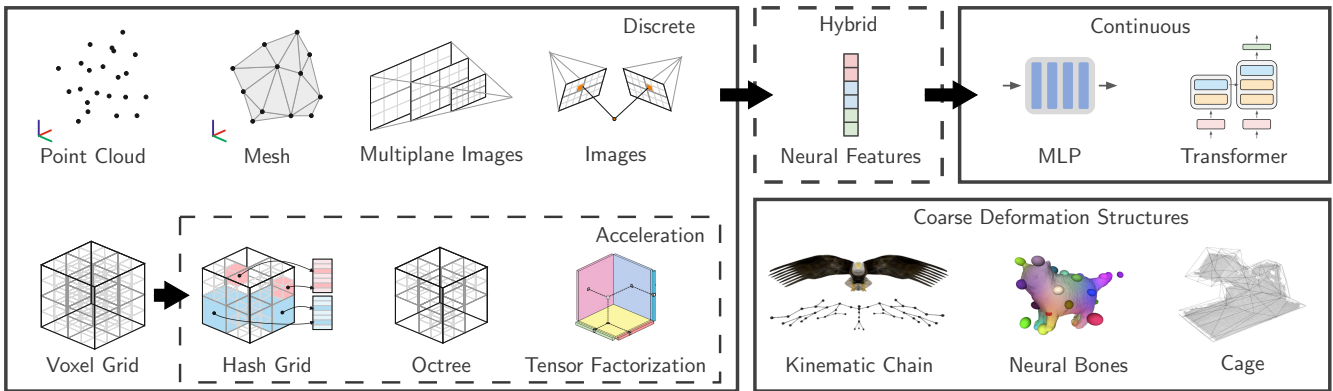 Discrete
Point Cloud
Mesh
Multiplane Images
Images
Voxel Grid
Acceleration
Hash Grid
Octree
Tensor Factorization
Hybrid
Neural Features
Continuous
MLP
Transformer
Coarse Deformation Structures
Kinematic Chain
Neural Bones
Cage